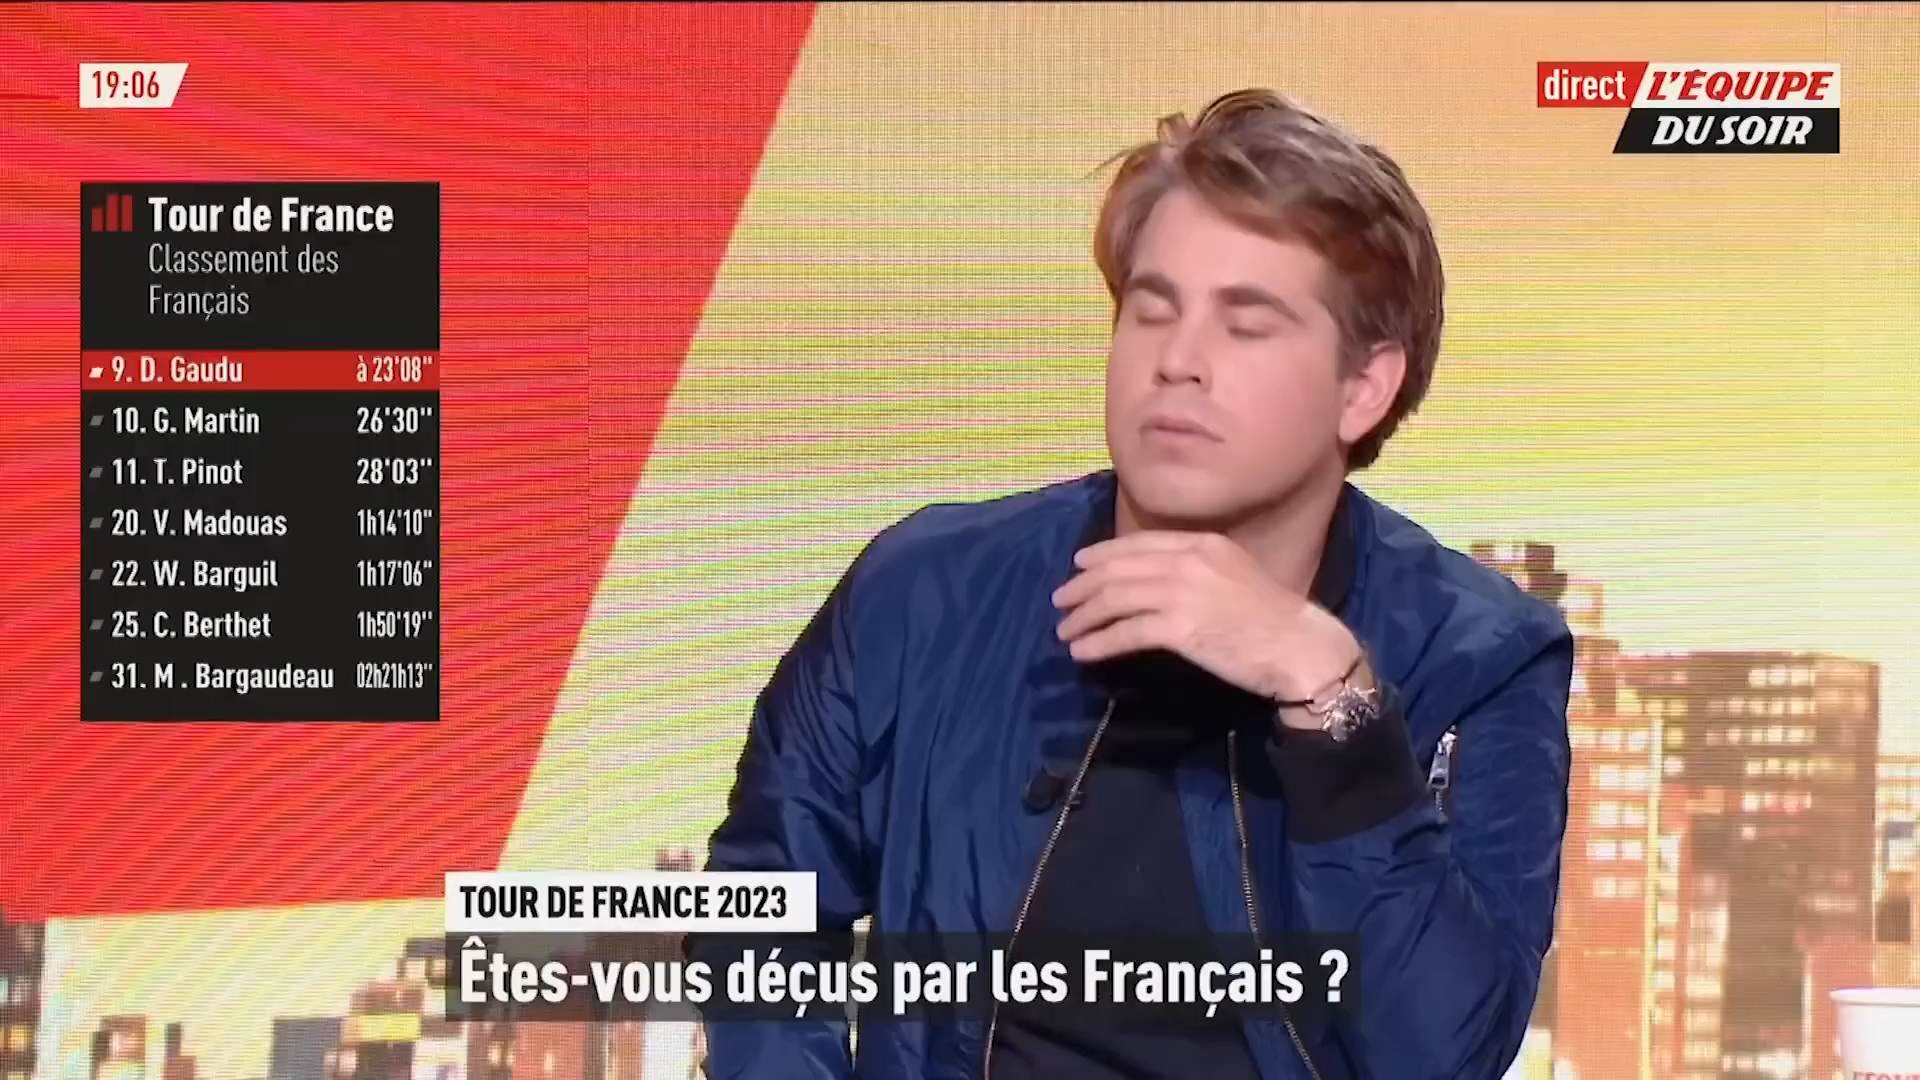 19:06
direct L'ÉQUIPE
DU SOIR
Tour de France
Classement des
Français
9. D. Gaudu à 23'08"
10. G. Martin 26'30''
11. T. Pinot 28'03''
20. V. Madouas 1h14'10"
22. W. Barguil 1h17'06"
25. C. Berthet 1h50'19''
31. M . Bargaudeau 02h21h13''
TOUR DE FRANCE 2023
Êtes-vous déçus par les Français ?